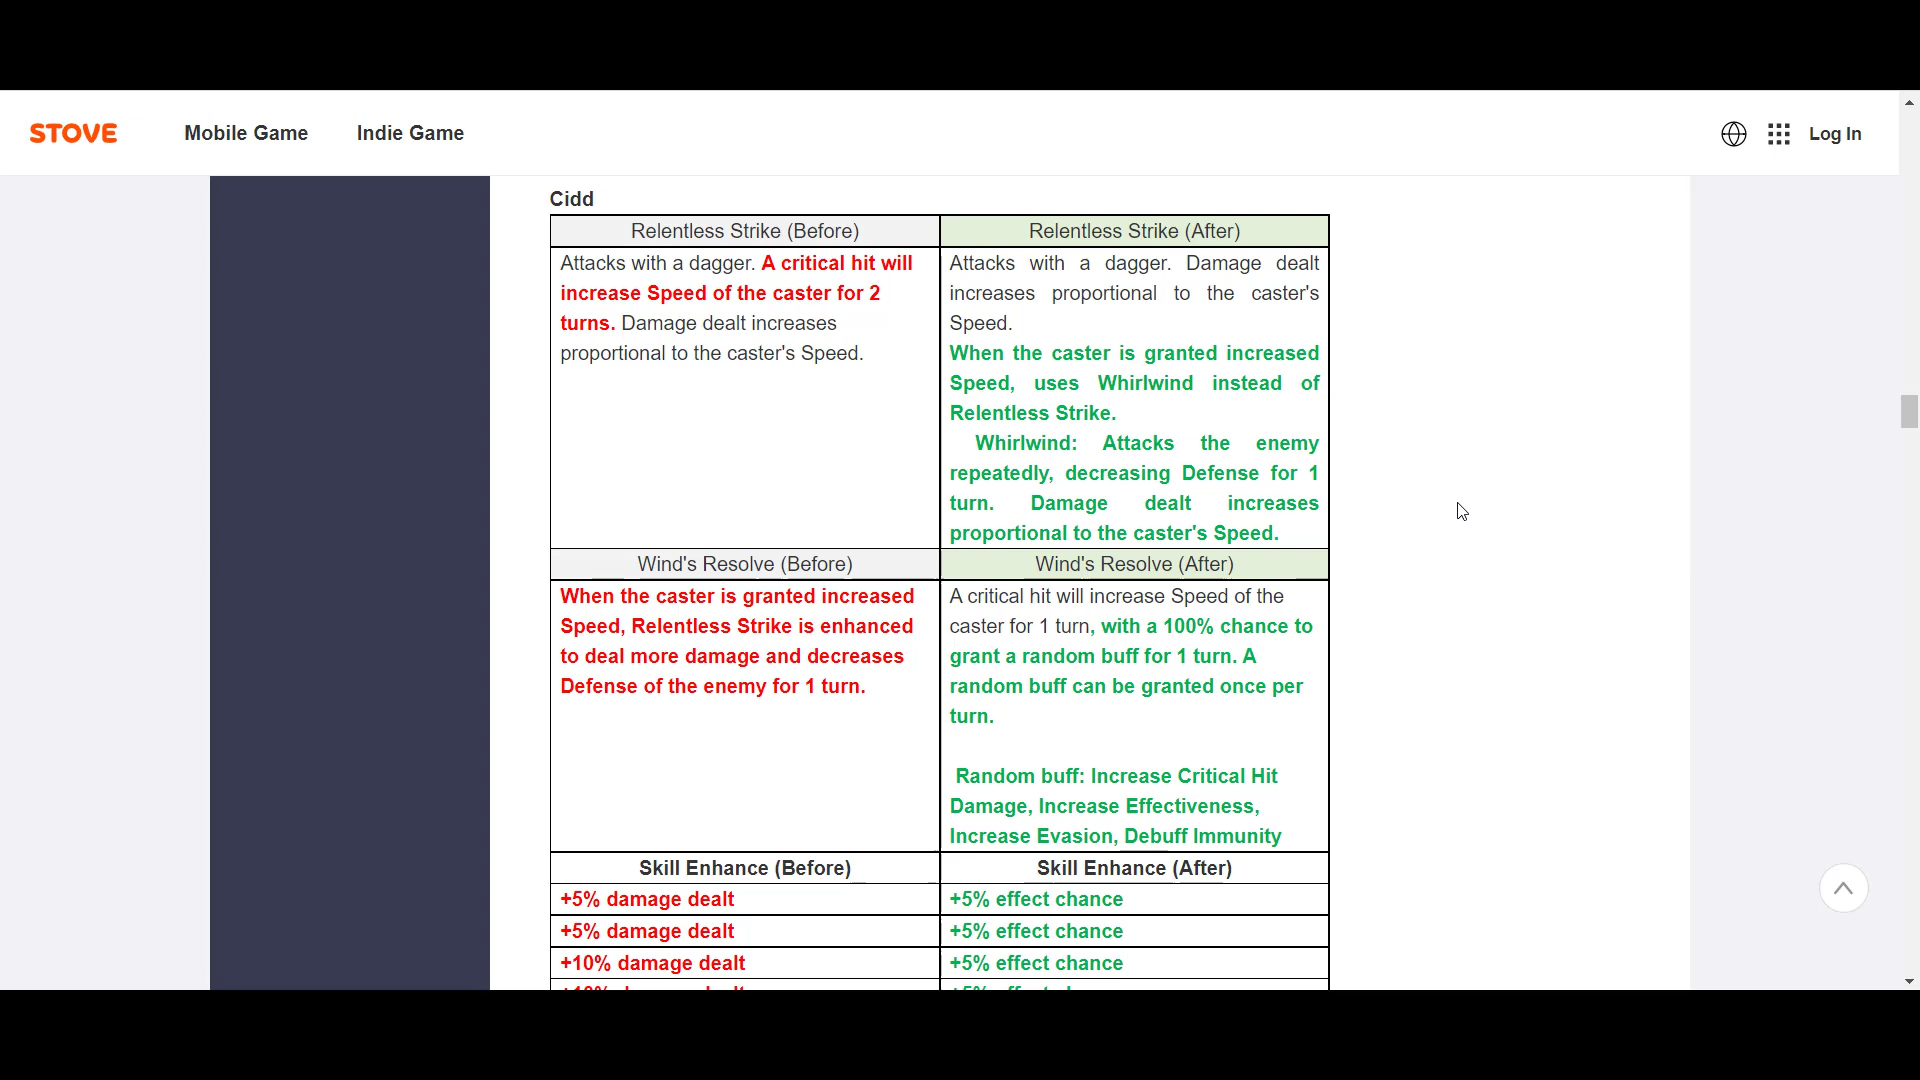 STOVE
Mobile Game
Indie Game
Log In
Cidd
Relentless Strike (Before)
Relentless Strike (After)
Attacks with a dagger. A critical hit will
increase Speed of the caster for 2
turns. Damage dealt increases
proportional to the caster's Speed.
Attacks with a dagger. Damage dealt
increases proportional to the caster's
Speed.
When the caster is granted increased
Speed, uses Whirlwind instead of
Relentless Strike.
Whirlwind: Attacks the enemy
repeatedly, decreasing Defense for 1
turn. Damage dealt increases
proportional to the caster's Speed.
Wind's Resolve (Before)
Wind's Resolve (After)
When the caster is granted increased
Speed, Relentless Strike is enhanced
to deal more damage and decreases
Defense of the enemy for 1 turn.
A critical hit will increase Speed of the
caster for 1 turn, with a 100% chance to
grant a random buff for 1 turn. A
random buff can be granted once per
turn.
Random buff: Increase Critical Hit
Damage, Increase Effectiveness,
Increase Evasion, Debuff Immunity
Skill Enhance (Before)
Skill Enhance (After)
+5% damage dealt
+5% effect chance
+5% damage dealt
+5% effect chance
+10% damage dealt
+5% effect chance